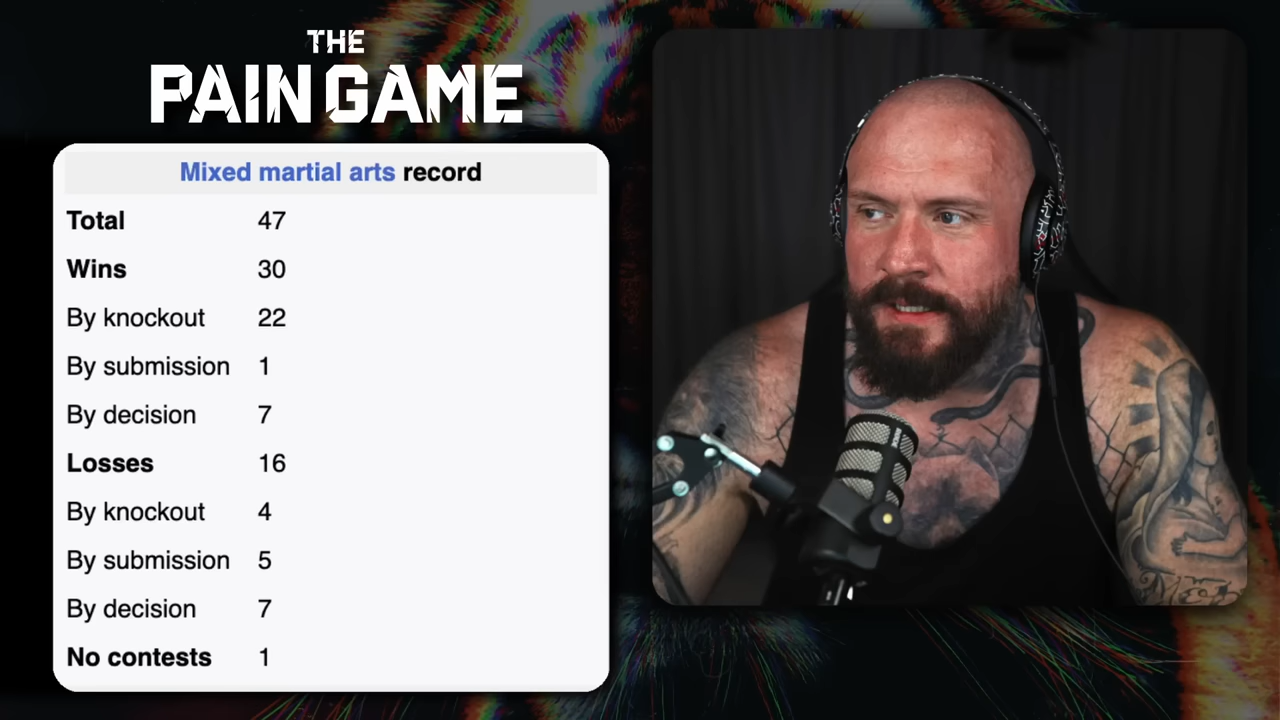 THE
PAIN GAME
Mixed martial arts record
Total 47
Wins 30
By knockout 22
By submission 1
By decision 7
Losses 16
By knockout 4
By submission 5
By decision 7
No contests 1